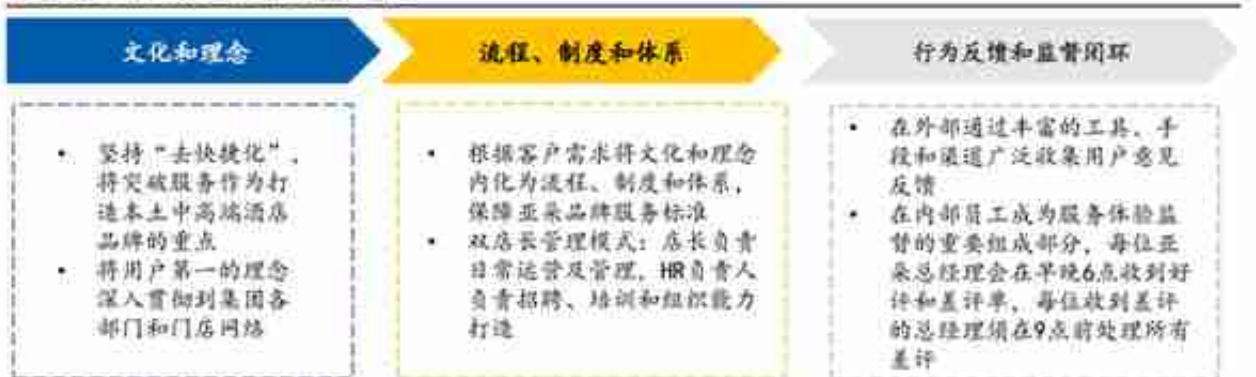 文化和理念
流程、制度和体系
行为反馈和监督闭环
• 坚持“去快捷化”,
将突破服务作为打
造本土中高端酒店
品牌的重点
• 将用户第一的理念
深入贯彻到集团各
部门和门店网络
• 根据客户需求将文化和理念
内化为流程、制度和体系,
保障亚朵品牌服务标准
• 双店长管理模式:店长负责
日常运营及管理,HR负责人
负责招聘、培训和组织能力
打造
• 在外部通过丰富的工具、手
段和渠道广泛收集用户意见
反馈
• 在内部员工成为服务体验监
督的重要组成部分,每位亚
朵总经理会在早晚6点收到好
评和差评单,每位收到差评
的总经理须在9点前处理所有
差评